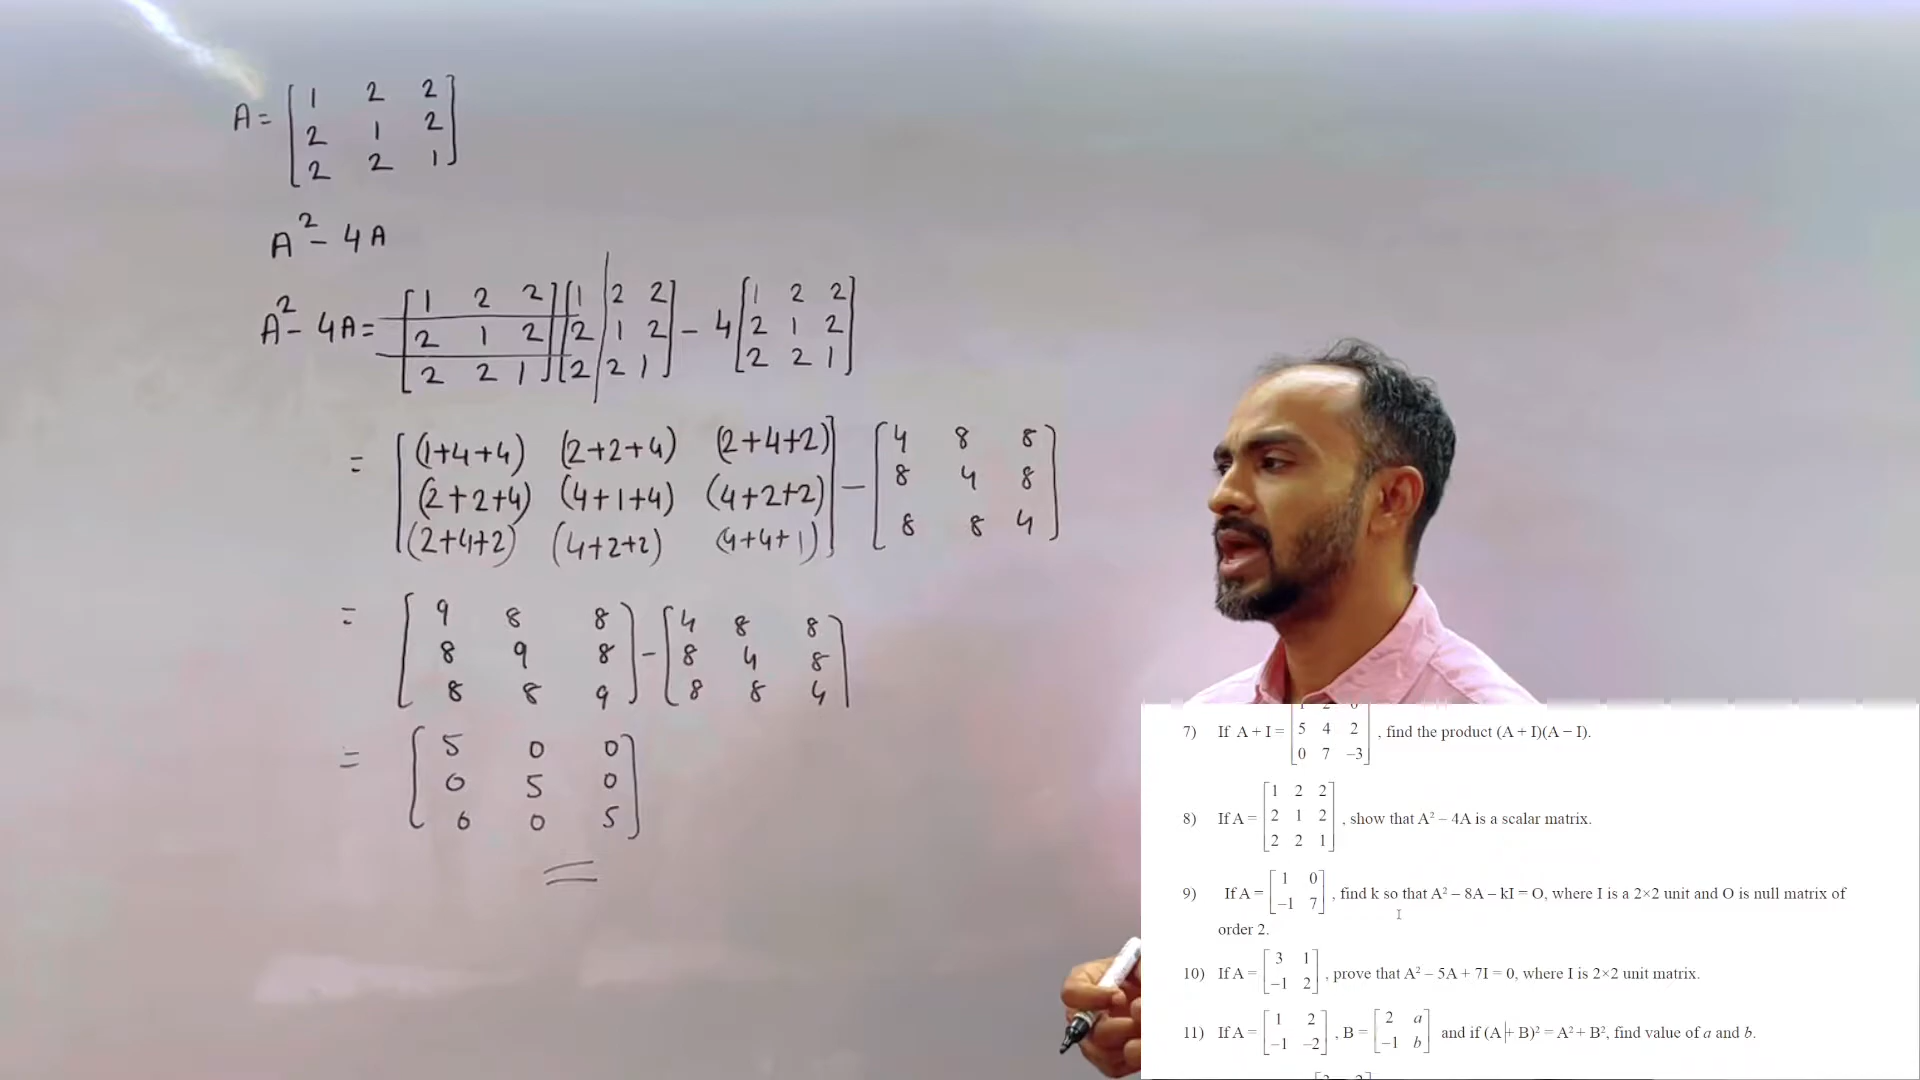 A = [ 1 2 2
2 1 2
2 2 1 ]
A² - 4A
A² - 4A = [ 1 2 2 ] [ 1 2 2 ] - 4 [ 1 2 2 ]
[ 2 1 2 ] [ 2 1 2 ] [ 2 1 2 ]
[ 2 2 1 ] [ 2 2 1 ] [ 2 2 1 ]
= [ (1+4+4) (2+2+4) (2+4+2) ] - [ 4 8 8 ]
[ (2+2+4) (4+1+4) (4+2+2) ] [ 8 4 8 ]
[ (2+4+2) (4+2+2) (4+4+1) ] [ 8 8 4 ]
= [ 9 8 8 ] - [ 4 8 8 ]
[ 8 9 8 ] [ 8 4 8 ]
[ 8 8 9 ] [ 8 8 4 ]
= [ 5 0 0 ]
[ 0 5 0 ]
[ 0 0 5 ]
1 2 0
7) If A + I = [ 5 4 2 ] , find the product (A + I)(A − I).
0 7 −3
1 2 2
8) If A = [ 2 1 2 ] , show that A² − 4A is a scalar matrix.
2 2 1
9) If A = [ 1 0 ; −1 7 ] , find k so that A² − 8A − kI = O, where I is a 2×2 unit and O is null matrix of
order 2.
10) If A = [ 3 1 ; −1 2 ] , prove that A² − 5A + 7I = 0, where I is 2×2 unit matrix.
11) If A = [ 1 2 ; −1 −2 ] , B = [ 2 a ; −1 b ] and if (A + B)² = A² + B², find value of a and b.